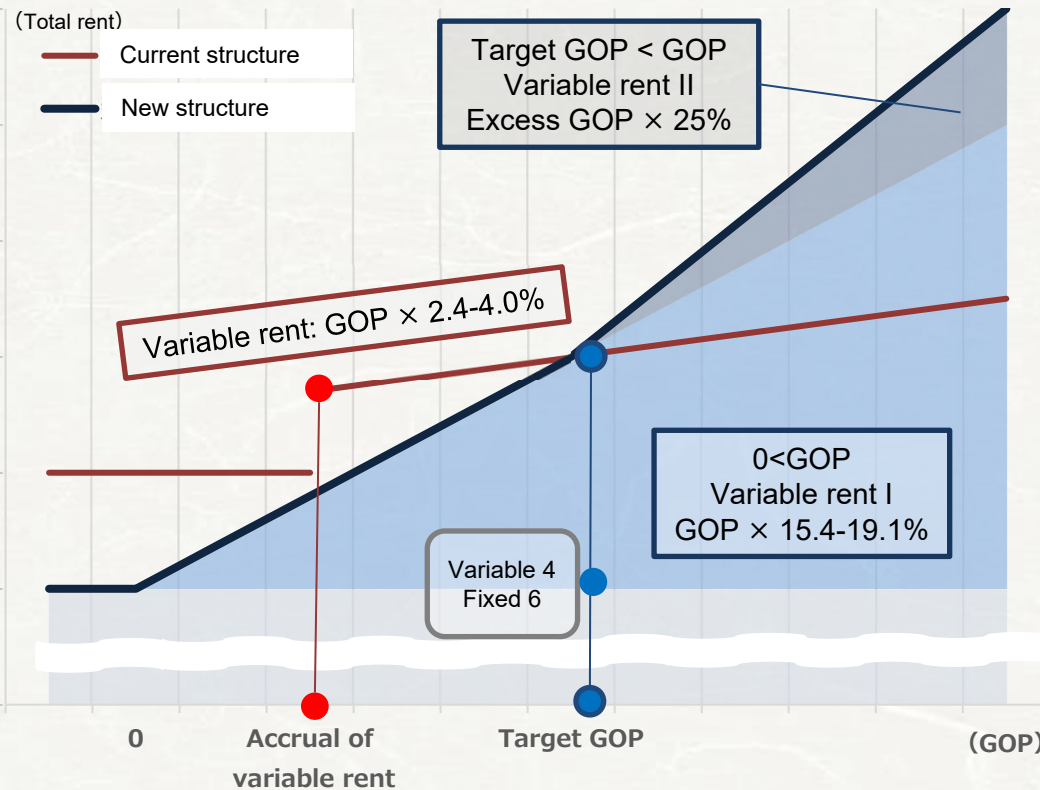 （Total rent）
Current structure
New structure
Target GOP < GOP
Variable rent II
Excess GOP × 25%
Variable rent: GOP × 2.4-4.0%
0<GOP
Variable rent I
GOP × 15.4-19.1%
Variable 4
Fixed 6
0
Accrual of
variable rent
Target GOP
（GOP）